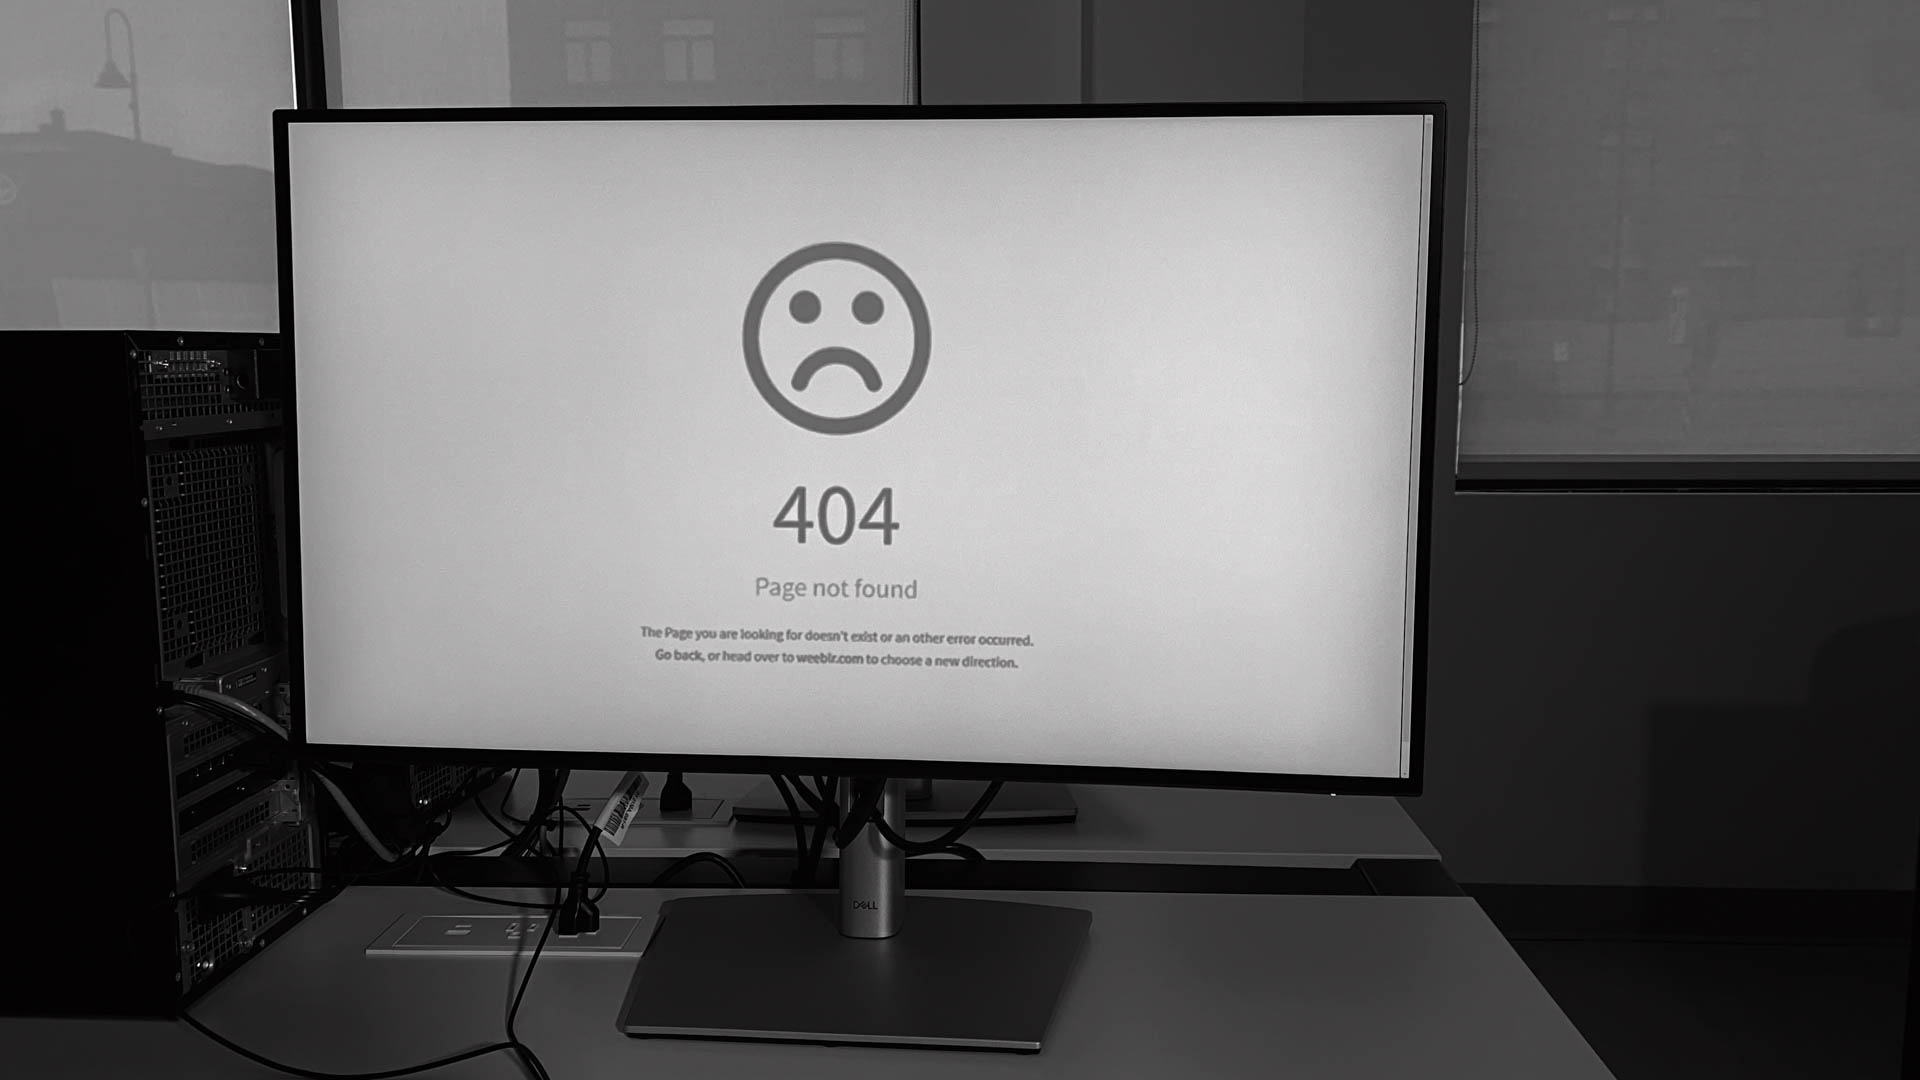 404
Page not found
The Page you are looking for doesn't exist or an other error occurred.
Go back, or head over to weeblr.com to choose a new direction.
DELL